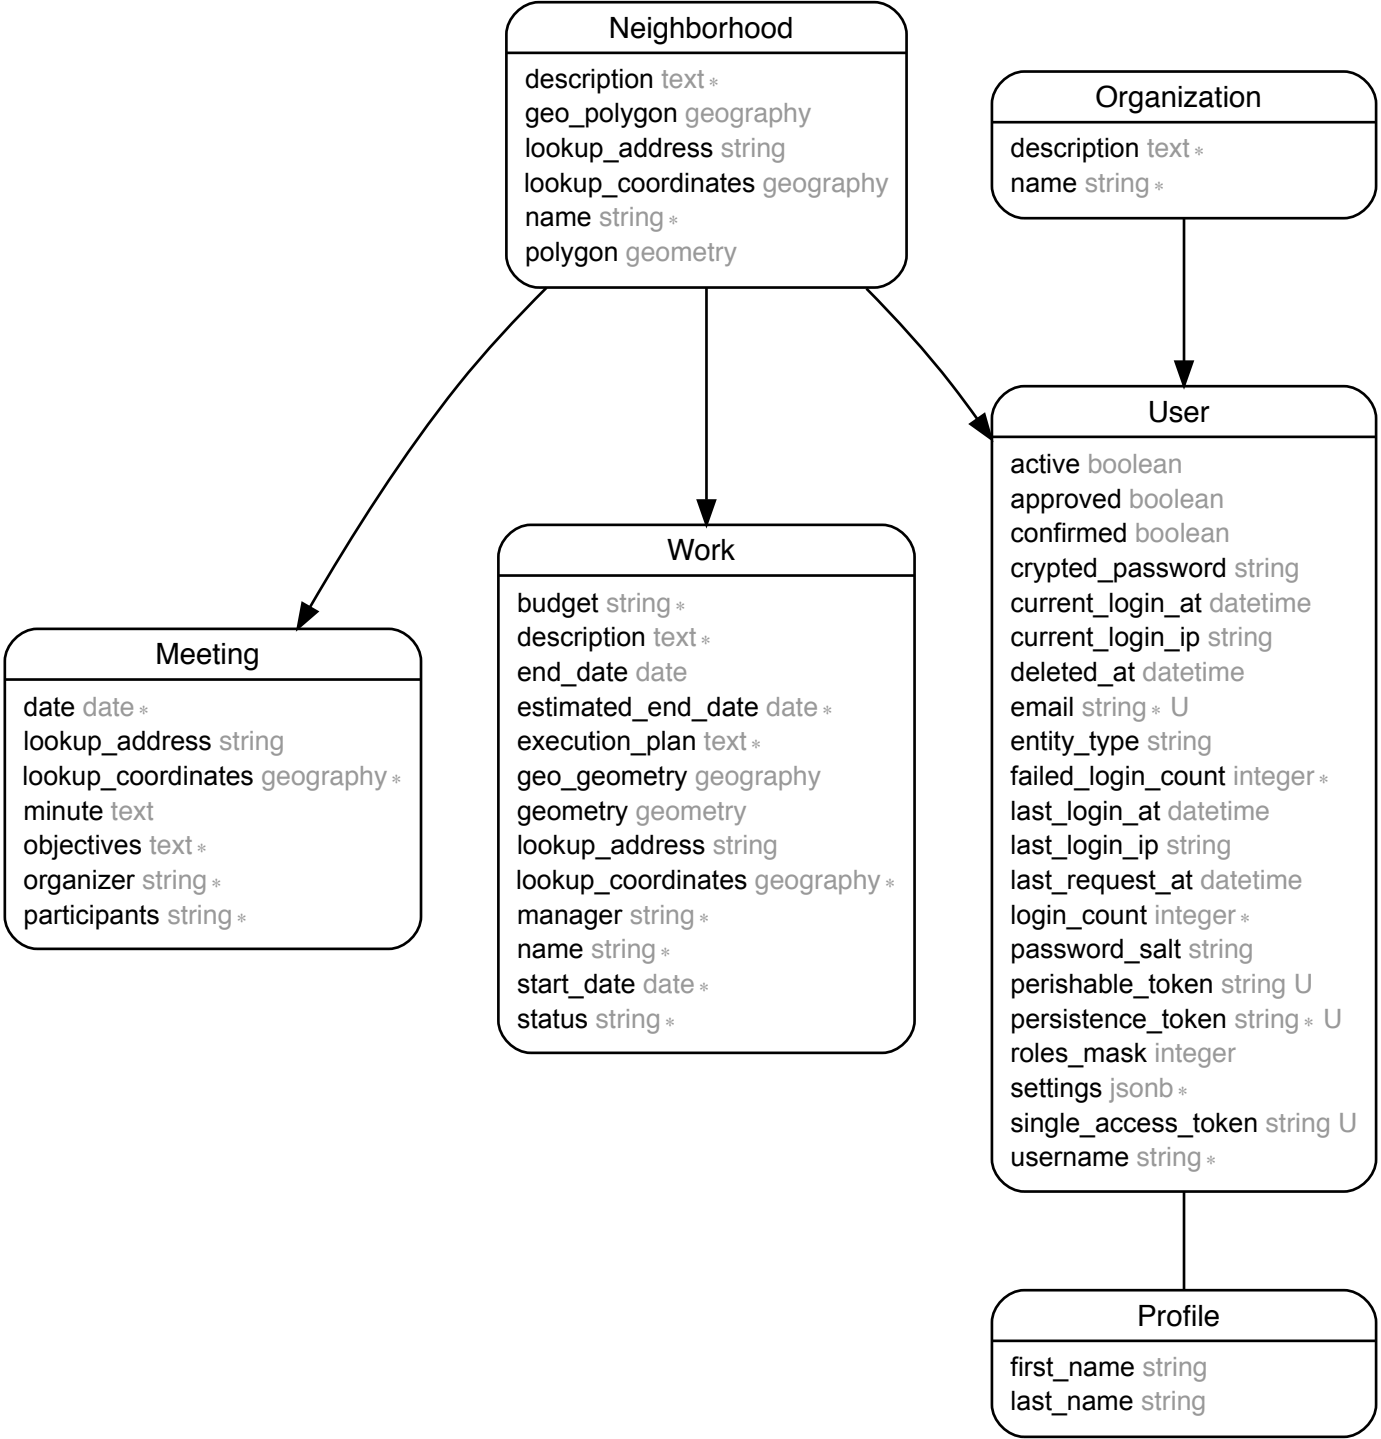 Neighborhood
description text *
geo_polygon geography
lookup_address string
lookup_coordinates geography
name string *
polygon geometry
Organization
description text *
name string *
User
active boolean
approved boolean
confirmed boolean
crypted_password string
current_login_at datetime
current_login_ip string
deleted_at datetime
email string * U
entity_type string
failed_login_count integer *
last_login_at datetime
last_login_ip string
last_request_at datetime
login_count integer *
password_salt string
perishable_token string U
persistence_token string * U
roles_mask integer
settings jsonb *
single_access_token string U
username string *
Work
budget string *
description text *
end_date date
estimated_end_date date *
execution_plan text *
geo_geometry geography
geometry geometry
lookup_address string
lookup_coordinates geography *
manager string *
name string *
start_date date *
status string *
Meeting
date date *
lookup_address string
lookup_coordinates geography *
minute text
objectives text *
organizer string *
participants string *
Profile
first_name string
last_name string